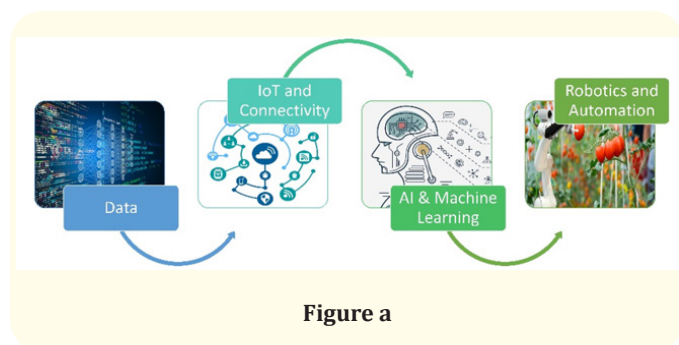 Data
IoT and
Connectivity
AI & Machine
Learning
Robotics and
Automation
Figure a